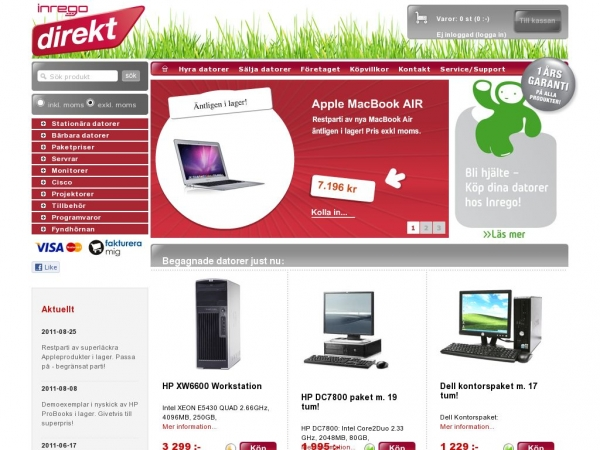 inrego
direkt
Varor: 0 st (0 :-)
Till kassan
Ej inloggad (logga in)
Sök produkt
sök
inkl. moms
exkl. moms
Hyra datorer
Sälja datorer
Företaget
Köpvillkor
Kontakt
Service/Support
Stationära datorer
Bärbara datorer
Paketpriser
Servrar
Monitorer
Cisco
Projektorer
Tillbehör
Programvaror
Fyndhörnan
VISA
fakturera
mig
Like
Äntligen i lager!
Apple MacBook AIR
Restparti av nya MacBook Air
äntligen i lager! Pris exkl moms.
7.196 kr
Kolla in...
1 2 3
1 ÅRS
GARANTI
PÅ ALLA
PRODUKTER!
Bli hjälte –
Köp dina datorer
hos Inrego!
>>Läs mer
Aktuellt
2011-08-25
Restparti av superläckra
Appleprodukter i lager. Passa
på - begränsat parti!
2011-08-08
Demoexemplar i nyskick av HP
ProBooks i lager. Givetvis till
superpris!
2011-06-17
Begagnade datorer just nu:
HP XW6600 Workstation
Intel XEON E5430 QUAD 2.66GHz,
4096MB, 250GB,
Mer information...
3 299 :-
Köp
HP DC7800 paket m. 19
tum!
HP DC7800: Intel Core2Duo 2.33
GHz, 2048MB, 80GB,
Mer information...
1 995 :-
Köp
Dell kontorspaket m. 17
tum!
Dell Kontorspaket:
Mer information...
1 229 :-
Köp